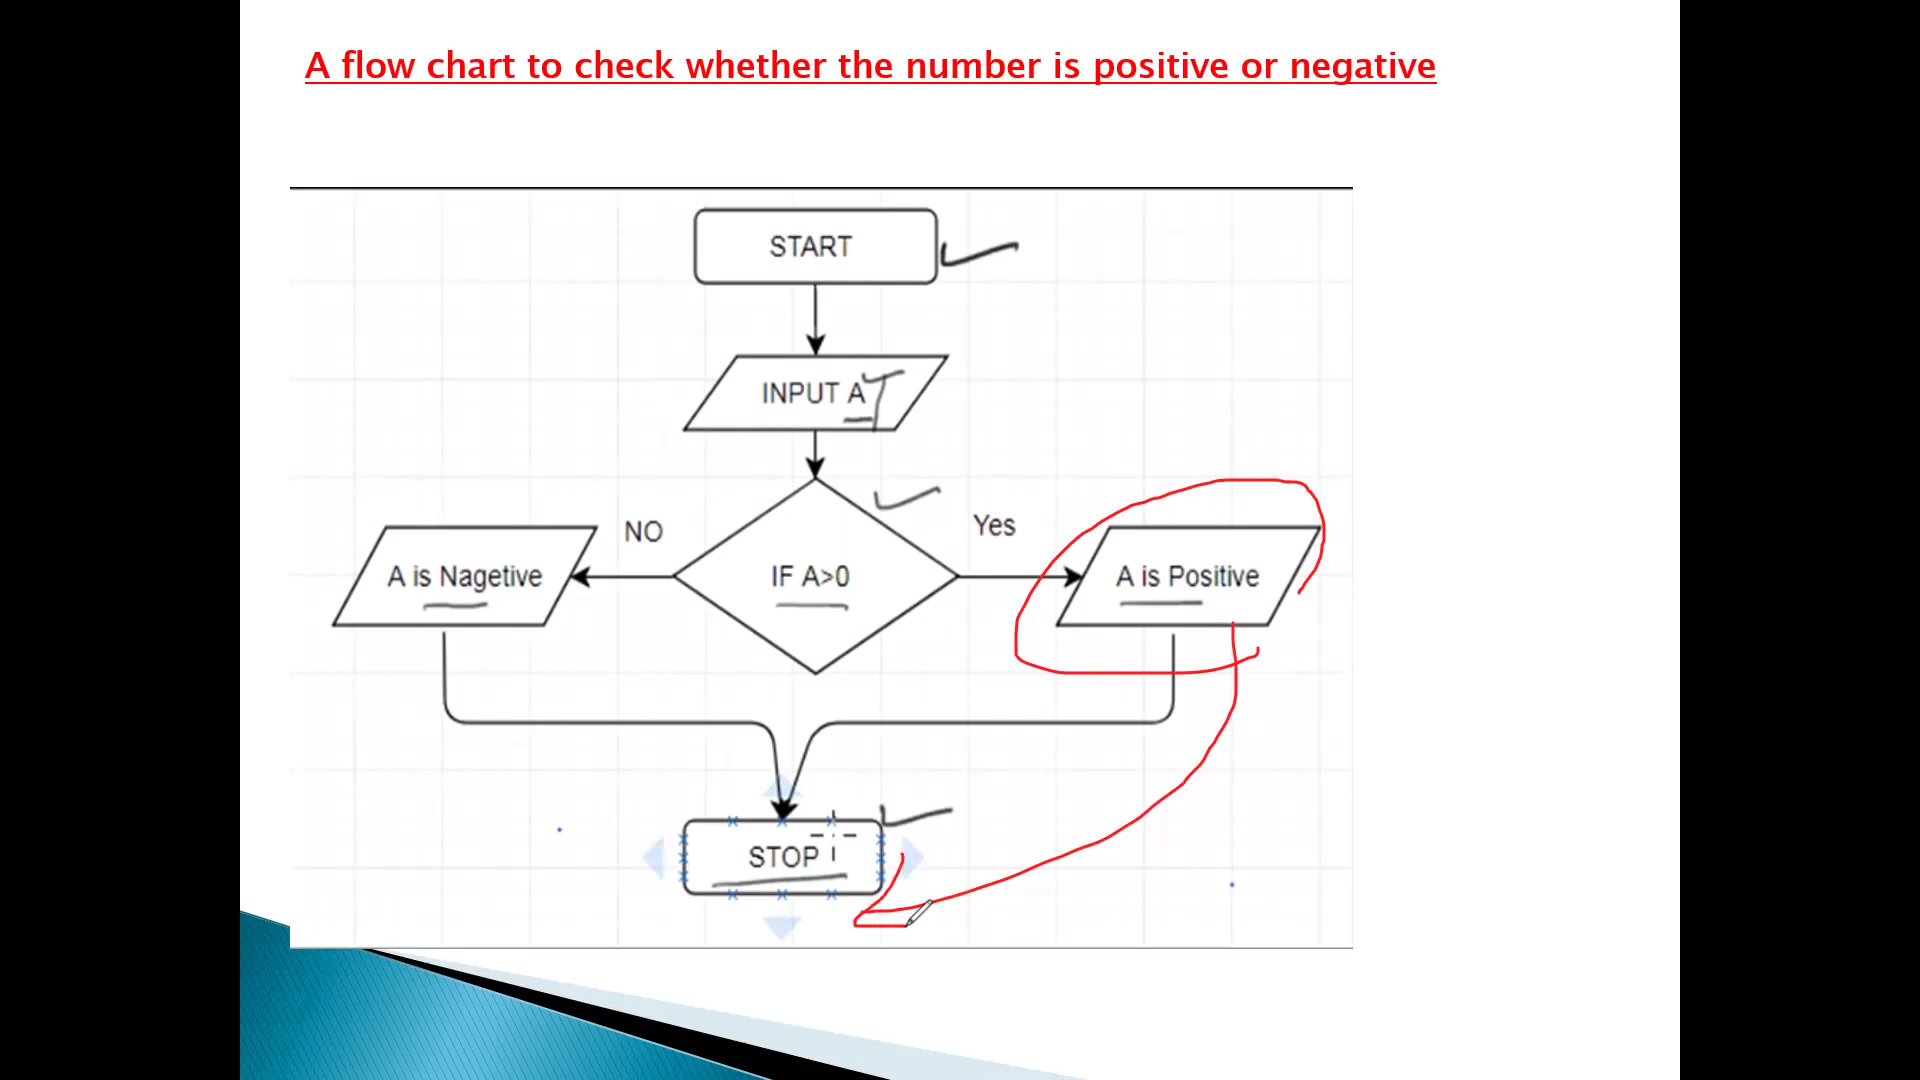 A flow chart to check whether the number is positive or negative
START
INPUT A
NO
Yes
A is Nagetive
IF A>0
A is Positive
STOP